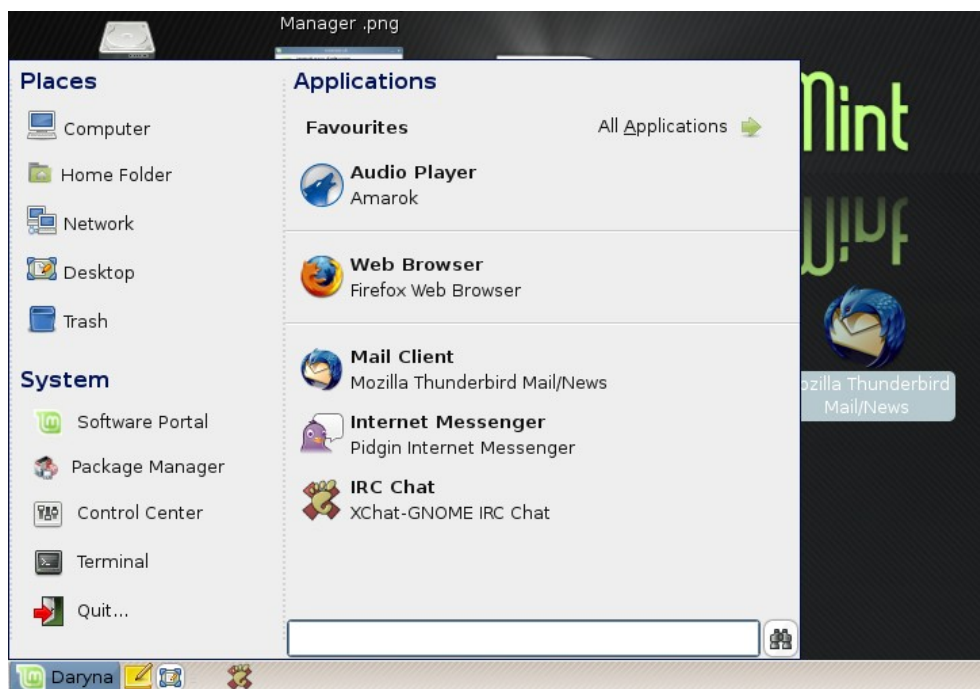 Manager .png
Places
Computer
Home Folder
Network
Desktop
Trash
System
Software Portal
Package Manager
Control Center
Terminal
Quit...
Applications
Favourites
All Applications
Audio Player
Amarok
Web Browser
Firefox Web Browser
Mail Client
Mozilla Thunderbird Mail/News
Internet Messenger
Pidgin Internet Messenger
IRC Chat
XChat-GNOME IRC Chat
Mint
ozilla Thunderbird
Mail/News
Daryna